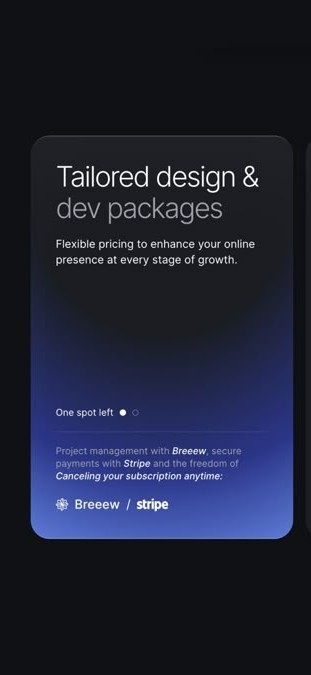 Tailored design &
dev packages
Flexible pricing to enhance your online
presence at every stage of growth.
One spot left
Project management with Breeew, secure
payments with Stripe and the freedom of
Canceling your subscription anytime:
Breeew / stripe